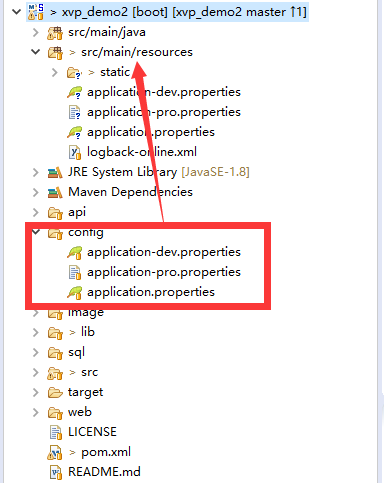 > xvp_demo2 [boot] [xvp_demo2 master ↑1]
src/main/java
> src/main/resources
> static
application-dev.properties
application-pro.properties
application.properties
logback-online.xml
JRE System Library [JavaSE-1.8]
Maven Dependencies
api
config
application-dev.properties
application-pro.properties
application.properties
image
> lib
sql
> src
target
web
LICENSE
> pom.xml
README.md